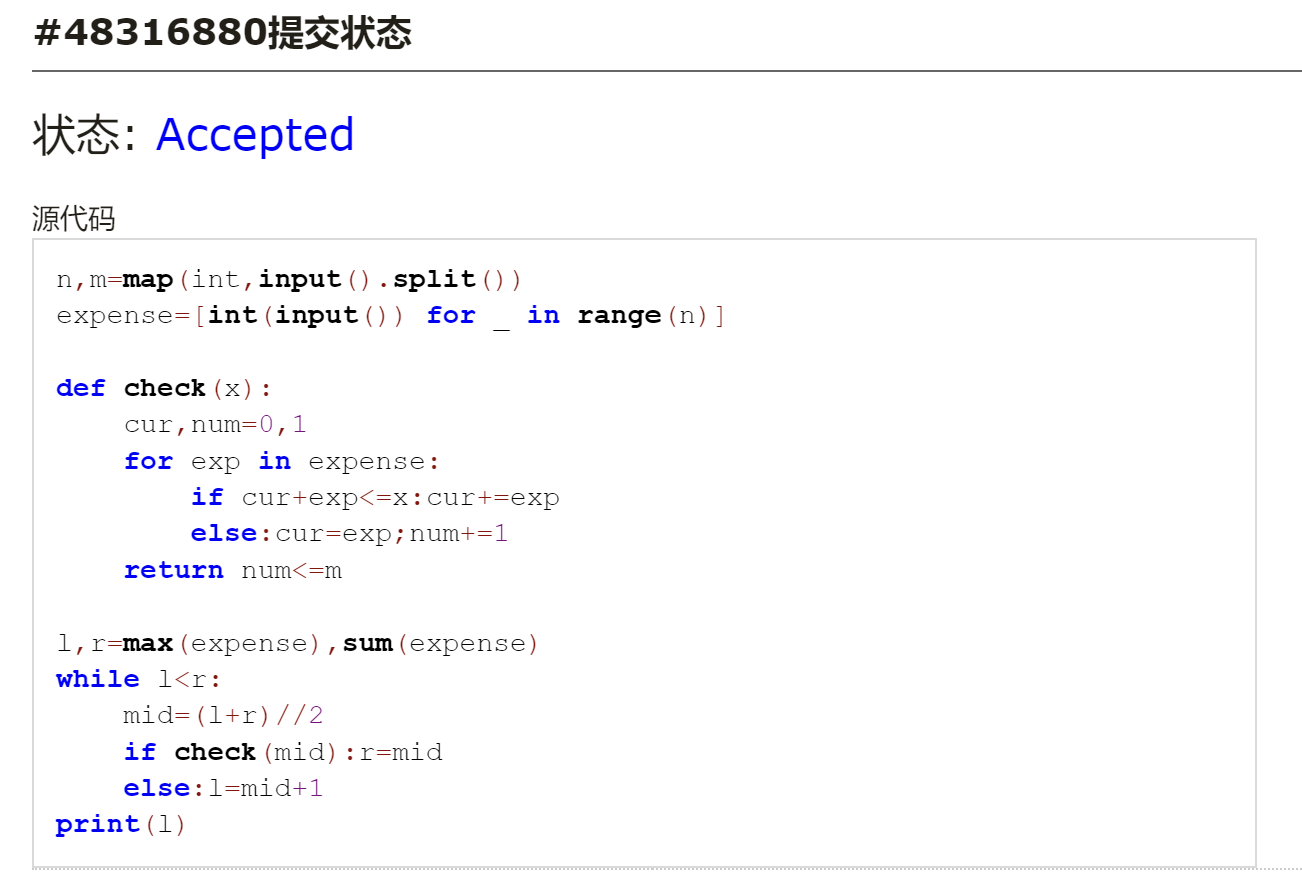 #48316880提交状态
状态: Accepted
源代码
n,m=map(int,input().split())
expense=[int(input()) for _ in range(n)]
def check(x):
    cur,num=0,1
    for exp in expense:
        if cur+exp<=x:cur+=exp
        else:cur=exp;num+=1
    return num<=m
l,r=max(expense),sum(expense)
while l<r:
    mid=(l+r)//2
    if check(mid):r=mid
    else:l=mid+1
print(l)